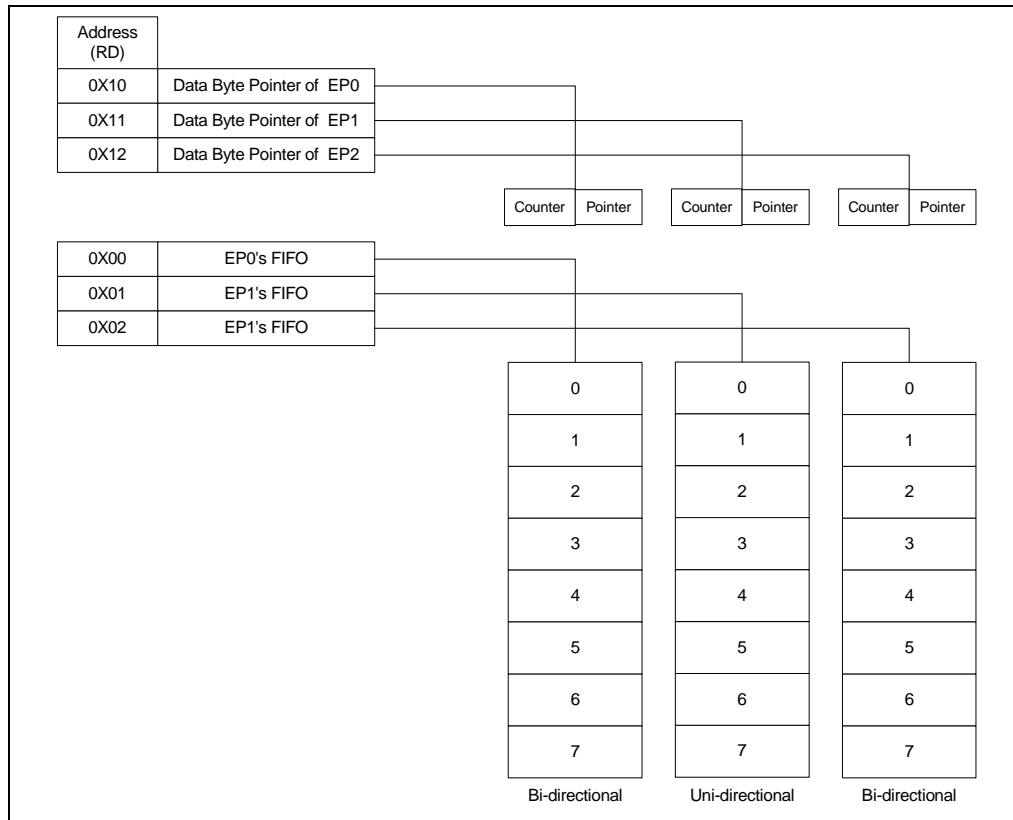 Address
(RD)
0X10 Data Byte Pointer of EP0
0X11 Data Byte Pointer of EP1
0X12 Data Byte Pointer of EP2
Counter Pointer Counter Pointer Counter Pointer
0X00 EP0's FIFO
0X01 EP1's FIFO
0X02 EP1's FIFO
0 0 0
1 1 1
2 2 2
3 3 3
4 4 4
5 5 5
6 6 6
7 7 7
Bi-directional Uni-directional Bi-directional